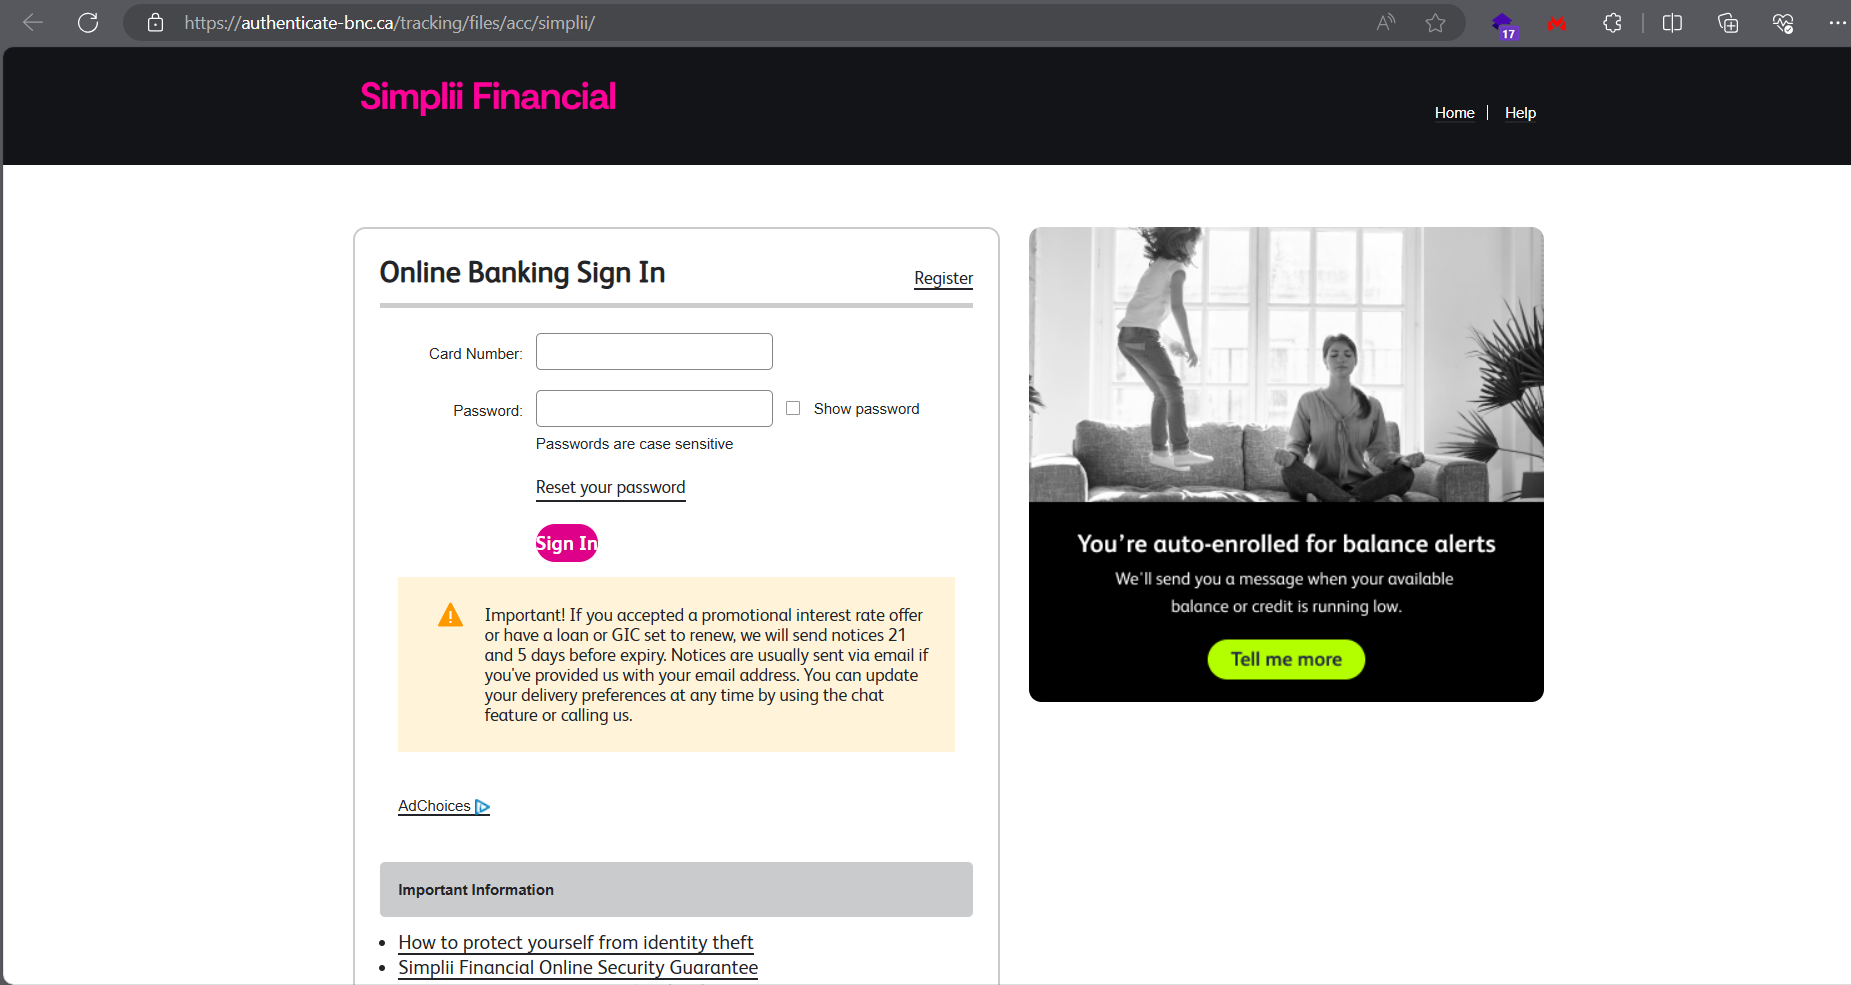 https://authenticate-bnc.ca/tracking/files/acc/simplii/
17
Simplii Financial
Home | Help
Online Banking Sign In
Register
Card Number:
Password:
Show password
Passwords are case sensitive
Reset your password
Sign In
Important! If you accepted a promotional interest rate offer
or have a loan or GIC set to renew, we will send notices 21
and 5 days before expiry. Notices are usually sent via email if
you've provided us with your email address. You can update
your delivery preferences at any time by using the chat
feature or calling us.
AdChoices
Important Information
How to protect yourself from identity theft
Simplii Financial Online Security Guarantee
You're auto-enrolled for balance alerts
We'll send you a message when your available
balance or credit is running low.
Tell me more